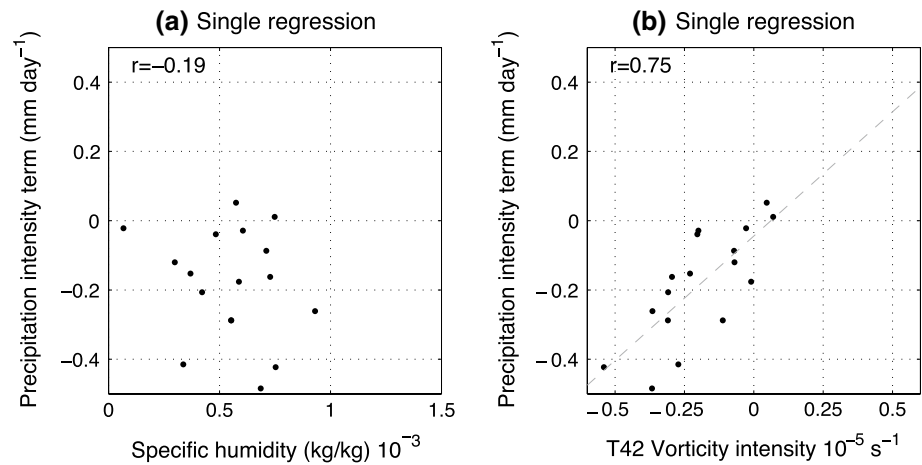 (a) Single regression
r=−0.19
Precipitation intensity term (mm day⁻¹)
0.4
0.2
0
−0.2
−0.4
0
0.5
1
1.5
Specific humidity (kg/kg) 10⁻³
(b) Single regression
r=0.75
Precipitation intensity term (mm day⁻¹)
0.4
0.2
0
−0.2
−0.4
−0.5
−0.25
0
0.25
0.5
T42 Vorticity intensity 10⁻⁵ s⁻¹